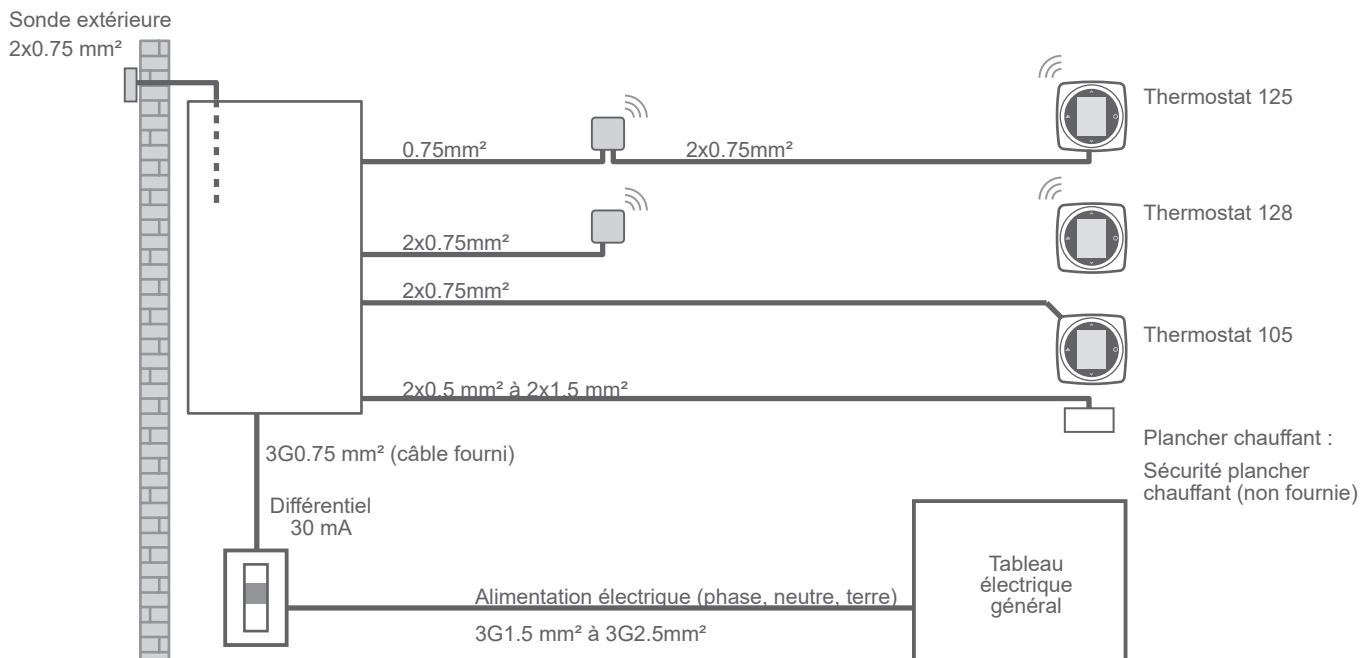 Sonde extérieure
2x0.75 mm²
Thermostat 125
0.75mm²
2x0.75mm²
Thermostat 128
2x0.75mm²
2x0.75mm²
Thermostat 105
2x0.5 mm² à 2x1.5 mm²
Plancher chauffant :
Sécurité plancher
chauffant (non fournie)
3G0.75 mm² (câble fourni)
Différentiel
30 mA
Tableau
électrique
général
Alimentation électrique (phase, neutre, terre)
3G1.5 mm² à 3G2.5mm²